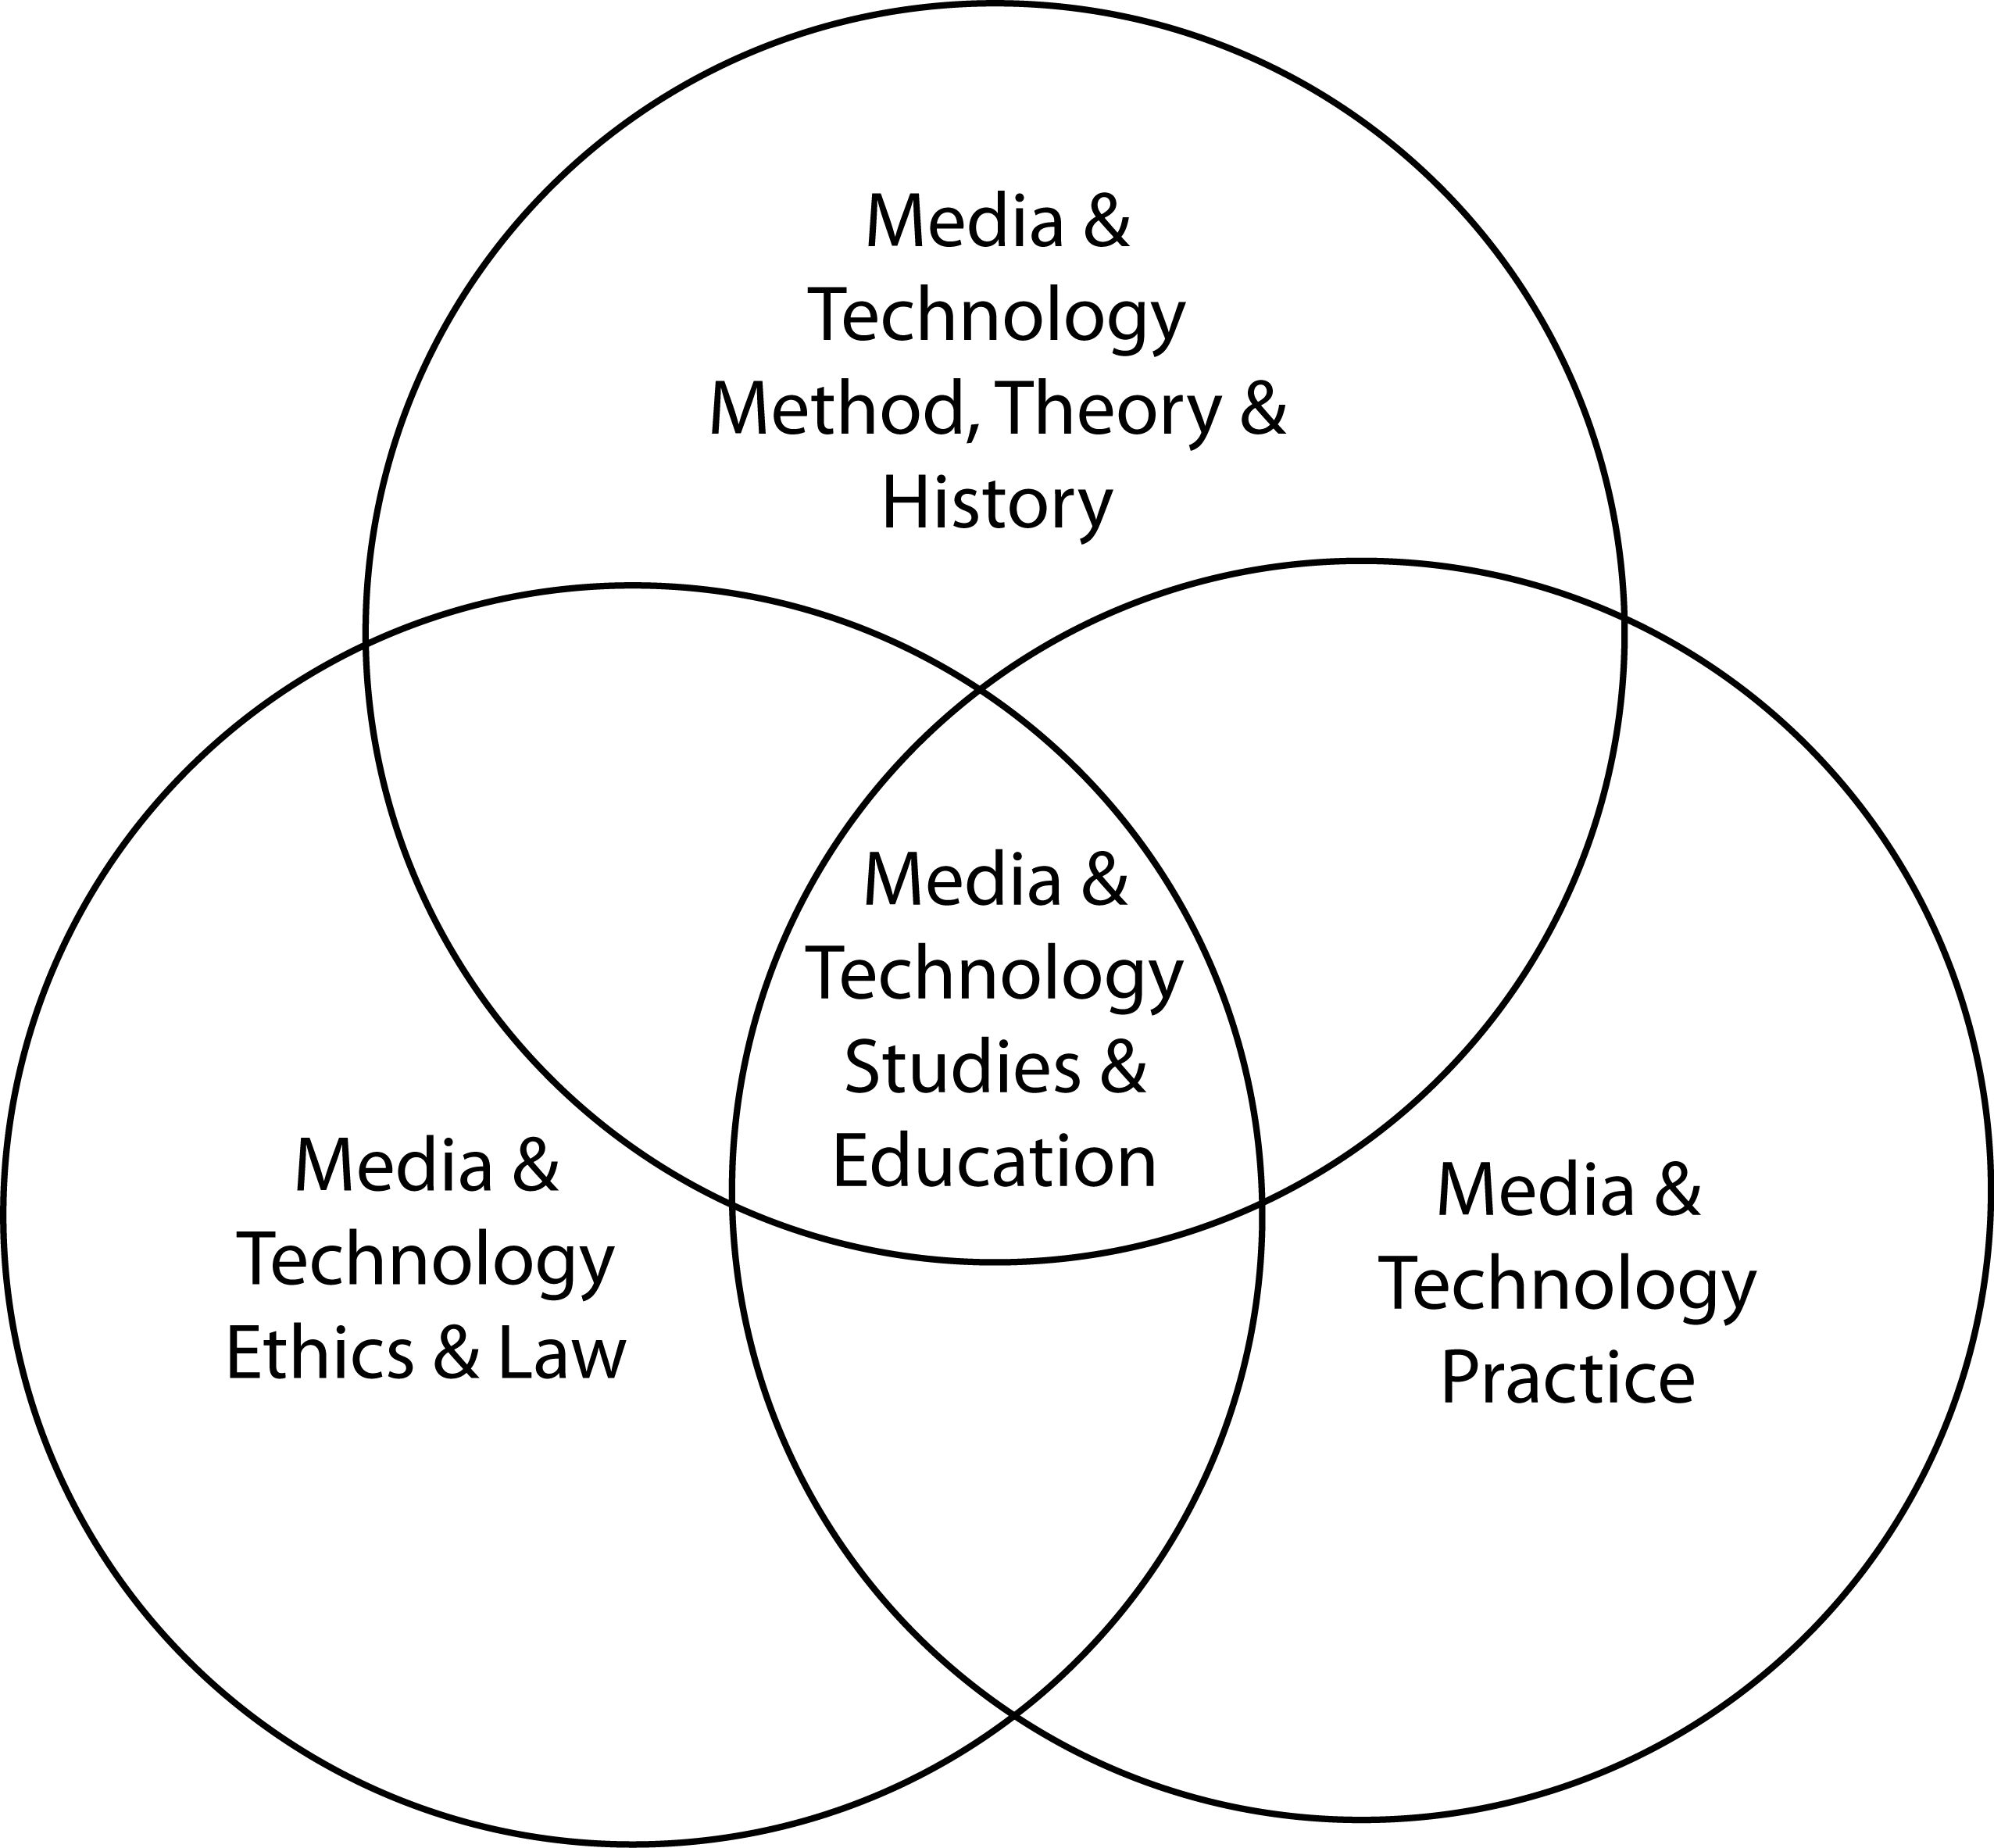 Media &
Technology
Method, Theory &
History
Media &
Technology
Studies &
Education
Media &
Technology
Ethics & Law
Media &
Technology
Practice